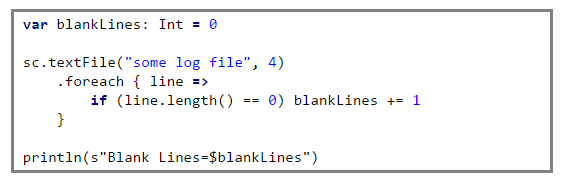 var blankLines: Int = 0
sc.textFile("some log file", 4)
.foreach { line =>
if (line.length() == 0) blankLines += 1
}
println(s"Blank Lines=$blankLines")